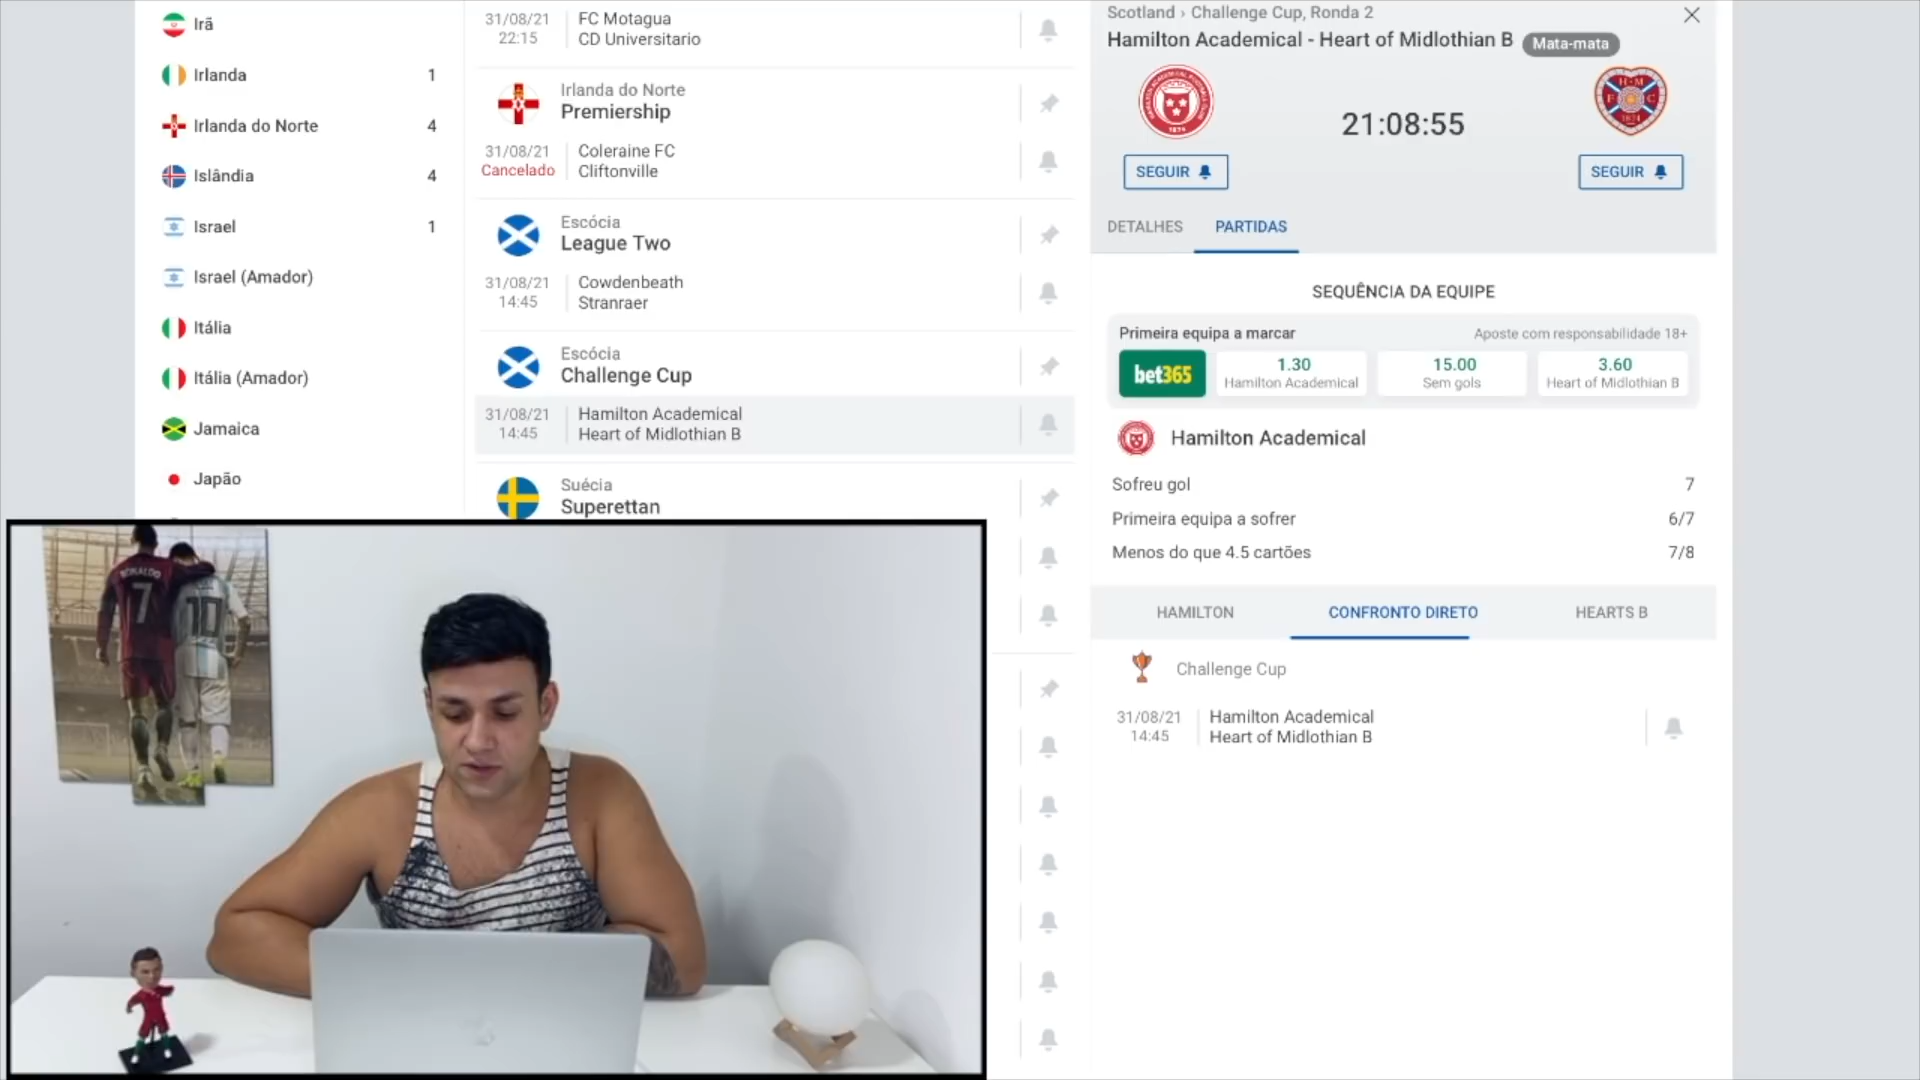 Irã
Irlanda 1
Irlanda do Norte 4
Islândia 4
Israel 1
Israel (Amador)
Itália
Itália (Amador)
Jamaica
Japão
31/08/21 FC Motagua
22:15 CD Universitario
Irlanda do Norte
Premiership
31/08/21 Coleraine FC
Cancelado Cliftonville
Escócia
League Two
31/08/21 Cowdenbeath
14:45 Stranraer
Escócia
Challenge Cup
31/08/21 Hamilton Academical
14:45 Heart of Midlothian B
Suécia
Superettan
Scotland › Challenge Cup, Ronda 2
Hamilton Academical - Heart of Midlothian B Mata-mata
21:08:55
SEGUIR SEGUIR
DETALHES PARTIDAS
SEQUÊNCIA DA EQUIPE
Primeira equipa a marcar Aposte com responsabilidade 18+
bet365 1.30 15.00 3.60
Hamilton Academical Sem gols Heart of Midlothian B
Hamilton Academical
Sofreu gol 7
Primeira equipa a sofrer 6/7
Menos do que 4.5 cartões 7/8
HAMILTON CONFRONTO DIRETO HEARTS B
Challenge Cup
31/08/21 Hamilton Academical
14:45 Heart of Midlothian B
RONALDO
7
10